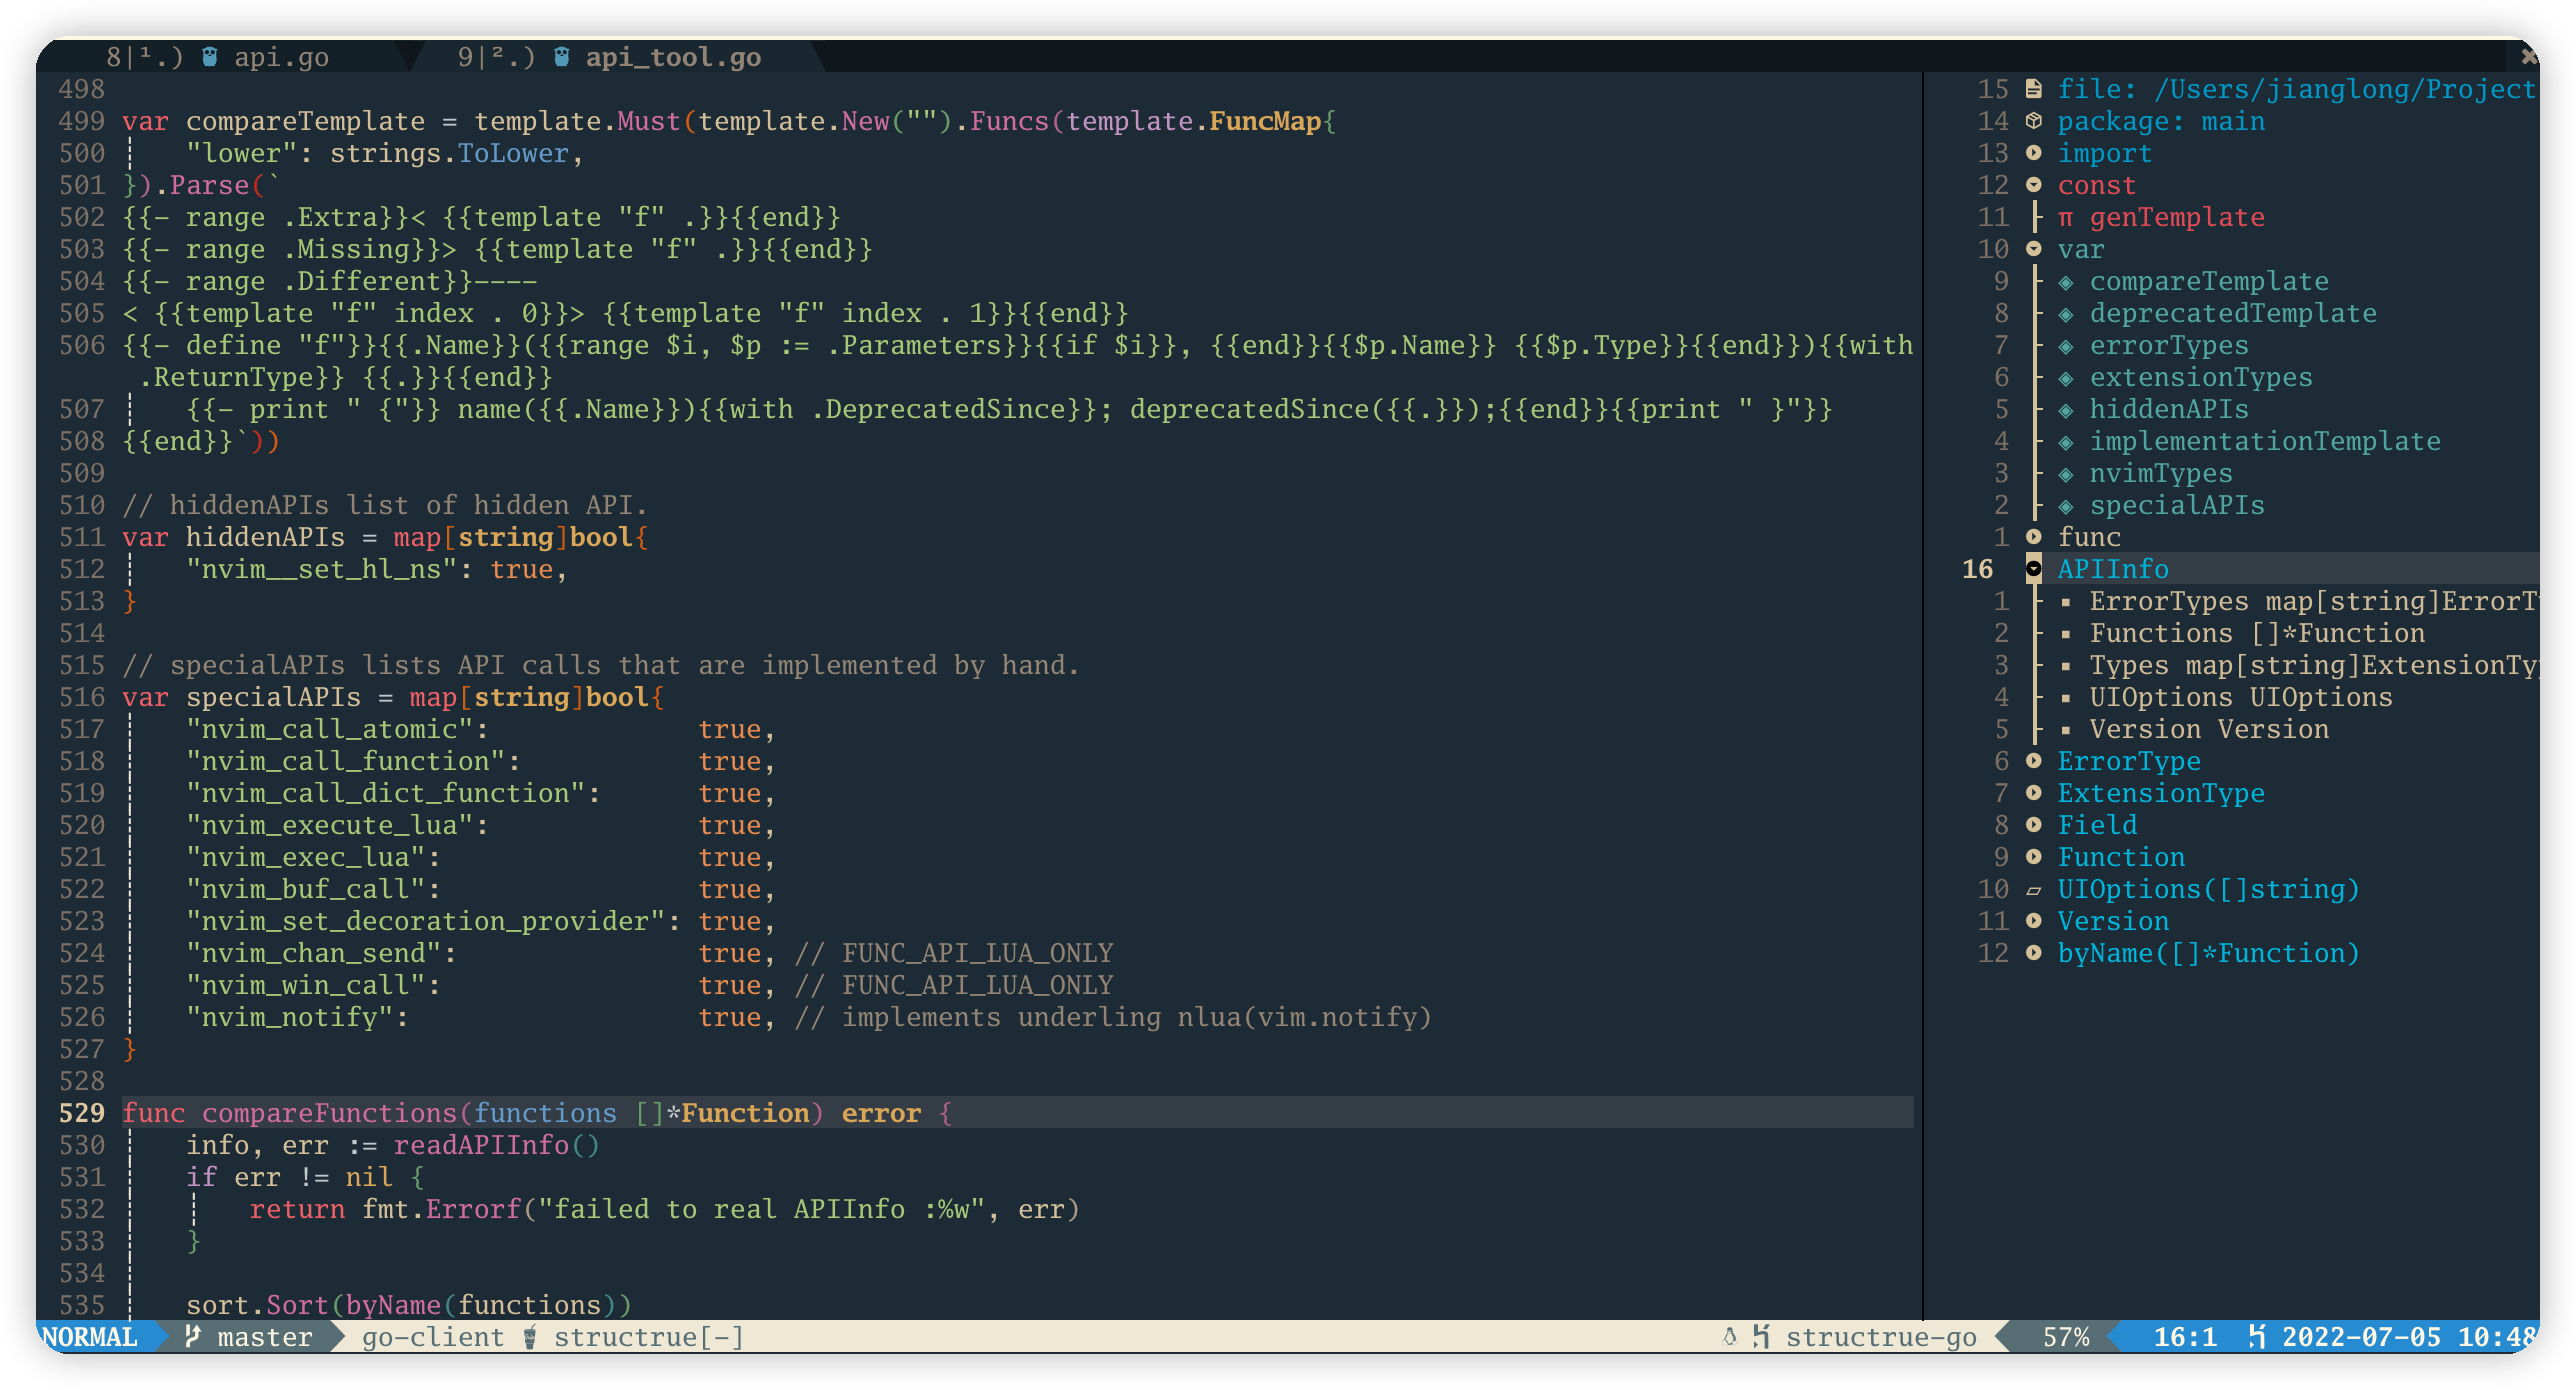 8|¹.) api.go 9|².) api_tool.go ✖
498
499 var compareTemplate = template.Must(template.New("").Funcs(template.FuncMap{
500 "lower": strings.ToLower,
501 }).Parse(`
502 {{- range .Extra}}< {{template "f" .}}{{end}}
503 {{- range .Missing}}> {{template "f" .}}{{end}}
504 {{- range .Different}}----
505 < {{template "f" index . 0}}> {{template "f" index . 1}}{{end}}
506 {{- define "f"}}{{.Name}}({{range $i, $p := .Parameters}}{{if $i}}, {{end}}{{$p.Name}} {{$p.Type}}{{end}}){{with
.ReturnType}} {{.}}{{end}}
507 {{- print " {"}} name({{.Name}}){{with .DeprecatedSince}}; deprecatedSince({{.}});{{end}}{{print " }"}}
508 {{end}}`))
509
510 // hiddenAPIs list of hidden API.
511 var hiddenAPIs = map[string]bool{
512 "nvim__set_hl_ns": true,
513 }
514
515 // specialAPIs lists API calls that are implemented by hand.
516 var specialAPIs = map[string]bool{
517 "nvim_call_atomic": true,
518 "nvim_call_function": true,
519 "nvim_call_dict_function": true,
520 "nvim_execute_lua": true,
521 "nvim_exec_lua": true,
522 "nvim_buf_call": true,
523 "nvim_set_decoration_provider": true,
524 "nvim_chan_send": true, // FUNC_API_LUA_ONLY
525 "nvim_win_call": true, // FUNC_API_LUA_ONLY
526 "nvim_notify": true, // implements underling nlua(vim.notify)
527 }
528
529 func compareFunctions(functions []*Function) error {
530 info, err := readAPIInfo()
531 if err != nil {
532 return fmt.Errorf("failed to real APIInfo :%w", err)
533 }
534
535 sort.Sort(byName(functions))
15 file: /Users/jianglong/Project
14 package: main
13 import
12 const
11 π genTemplate
10 var
9 ◈ compareTemplate
8 ◈ deprecatedTemplate
7 ◈ errorTypes
6 ◈ extensionTypes
5 ◈ hiddenAPIs
4 ◈ implementationTemplate
3 ◈ nvimTypes
2 ◈ specialAPIs
1 func
16 APIInfo
1 ▪ ErrorTypes map[string]ErrorT
2 ▪ Functions []*Function
3 ▪ Types map[string]ExtensionTy
4 ▪ UIOptions UIOptions
5 ▪ Version Version
6 ErrorType
7 ExtensionType
8 Field
9 Function
10 ▱ UIOptions([]string)
11 Version
12 byName([]*Function)
NORMAL master go-client structrue[-] structrue-go 57% 16:1 2022-07-05 10:48